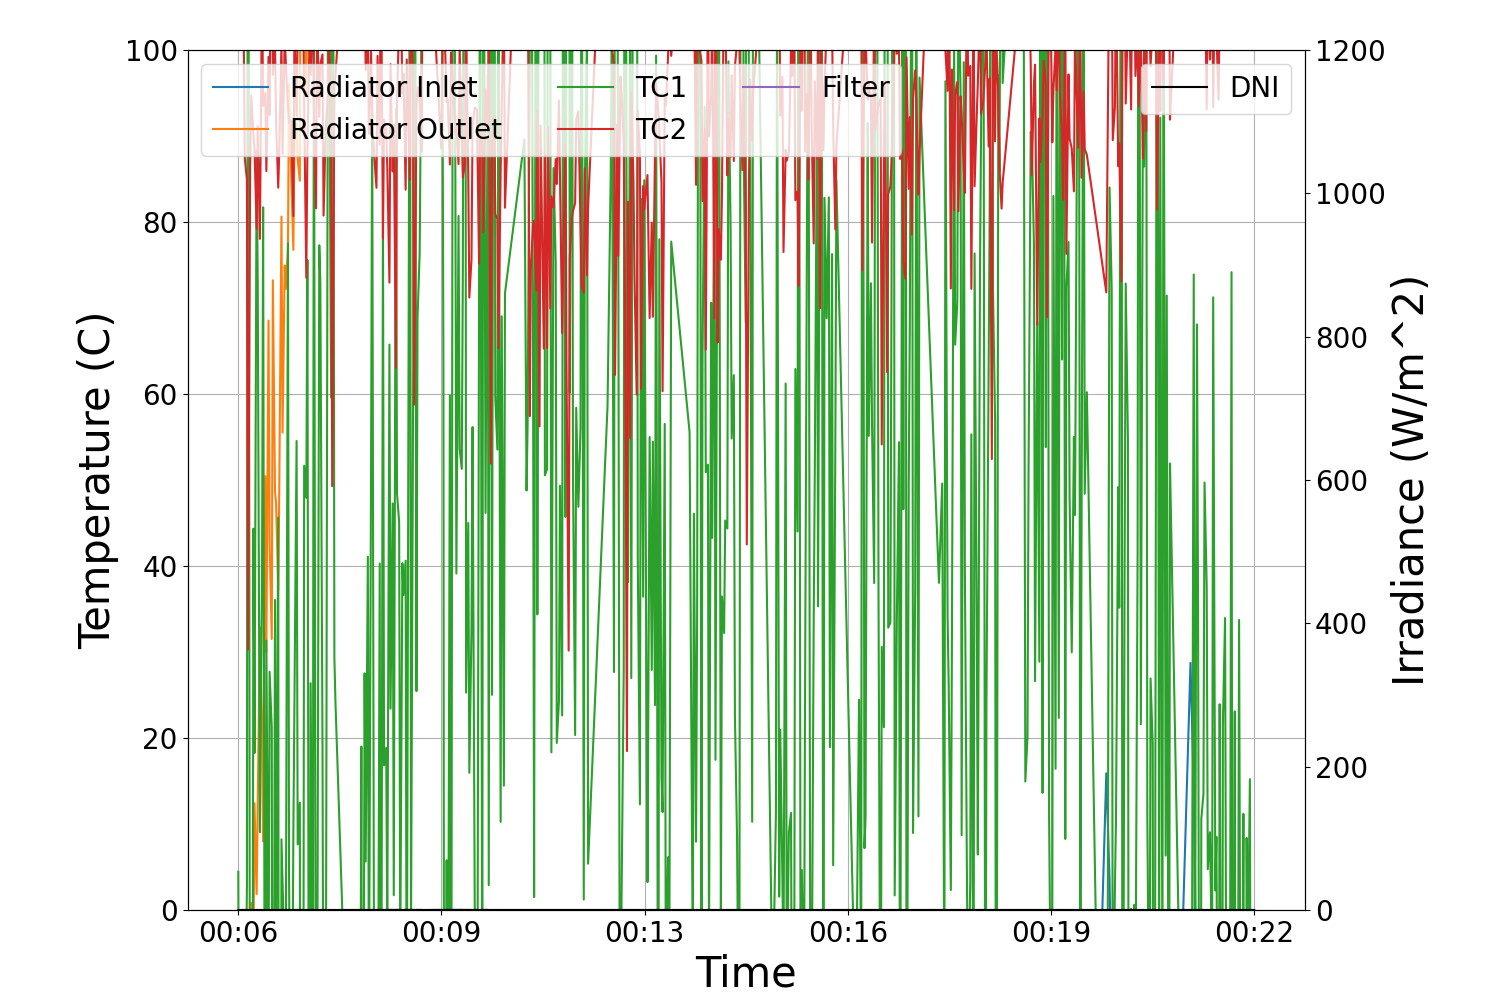 100
80
60
40
20
0
Temperature (C)
Radiator Inlet
Radiator Outlet
TC1
TC2
Filter
DNI
1200
1000
800
600
400
200
0
Irradiance (W/m^2)
00:06
00:09
00:13
00:16
00:19
00:22
Time